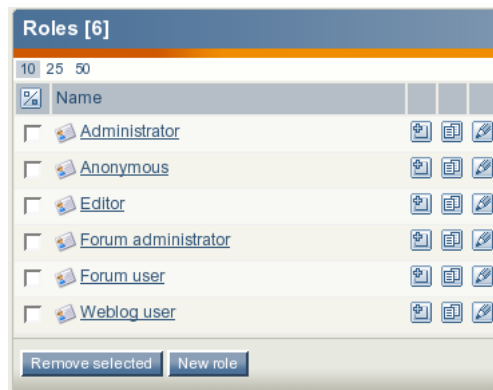 Roles [6]
10 25 50
Name
Administrator
Anonymous
Editor
Forum administrator
Forum user
Weblog user
Remove selected New role